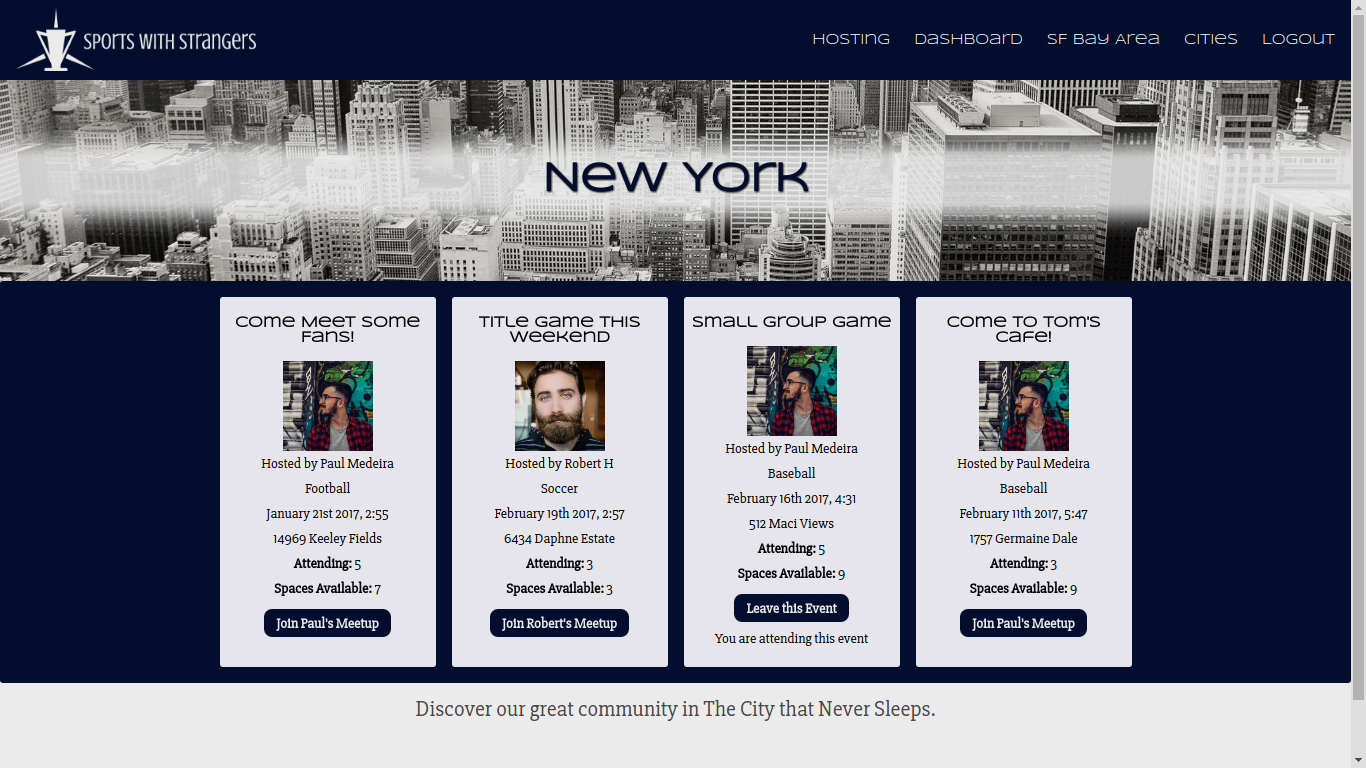 SPORTS WITH STRANGERS
Hosting Dashboard SF Bay Area Cities Logout
New York
Come Meet Some
Fans!
Hosted by Paul Medeira
Football
January 21st 2017, 2:55
14969 Keeley Fields
Attending: 5
Spaces Available: 7
Join Paul's Meetup
Title Game This
Weekend
Hosted by Robert H
Soccer
February 19th 2017, 2:57
6434 Daphne Estate
Attending: 3
Spaces Available: 3
Join Robert's Meetup
Small Group Game
Hosted by Paul Medeira
Baseball
February 16th 2017, 4:31
512 Maci Views
Attending: 5
Spaces Available: 9
Leave this Event
You are attending this event
Come to Tom's
Cafe!
Hosted by Paul Medeira
Baseball
February 11th 2017, 5:47
1757 Germaine Dale
Attending: 3
Spaces Available: 9
Join Paul's Meetup
Discover our great community in The City that Never Sleeps.